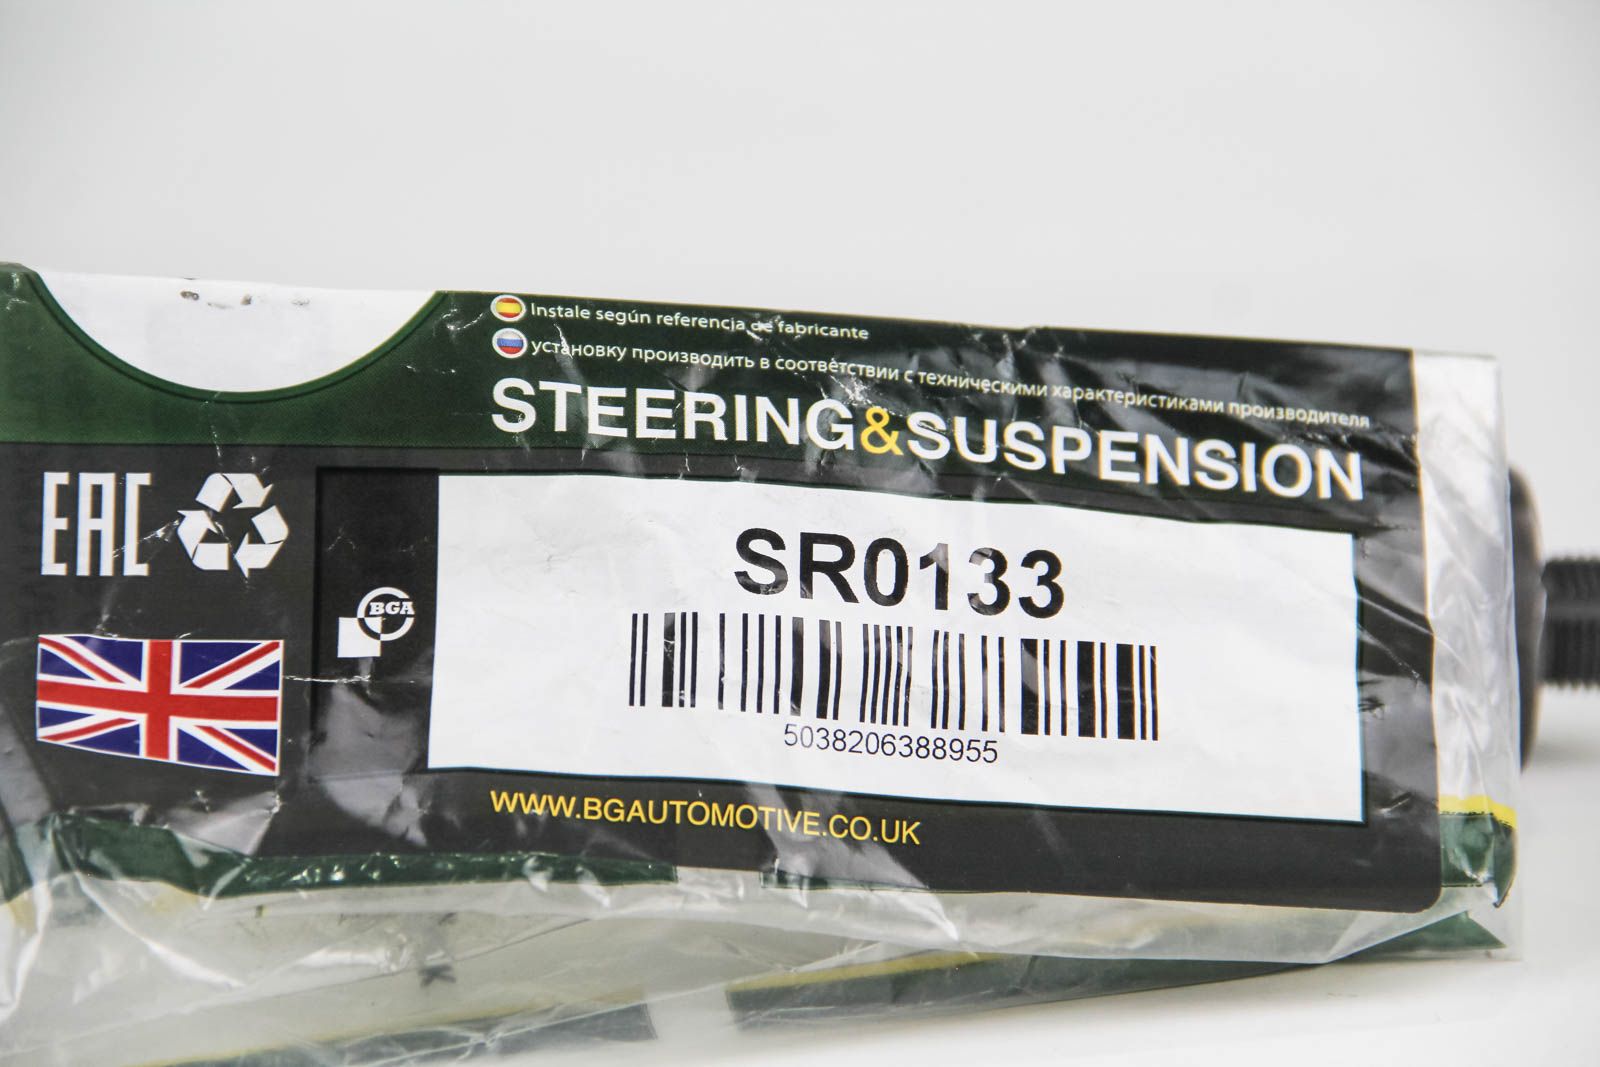 Instale según referencia de fabricante
установку производить в соответствии с техническими характеристиками производителя
STEERING&SUSPENSION
EAC
SR0133
BGA
5038206388955
WWW.BGAUTOMOTIVE.CO.UK